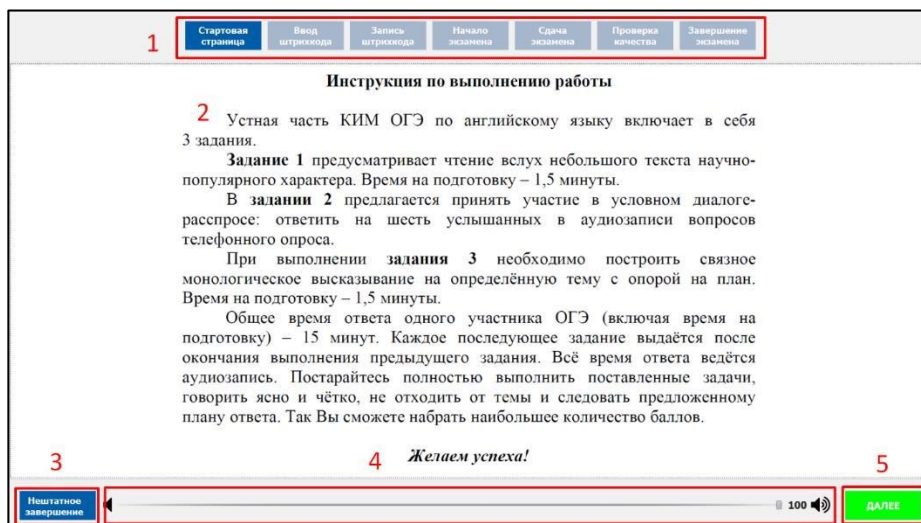 1
Стартовая страница
Ввод штрихкода
Запись штрихкода
Начало экзамена
Сдача экзамена
Проверка качества
Завершение экзамена
Инструкция по выполнению работы
2
Устная часть КИМ ОГЭ по английскому языку включает в себя
3 задания.
Задание 1 предусматривает чтение вслух небольшого текста научно-
популярного характера. Время на подготовку – 1,5 минуты.
В задании 2 предлагается принять участие в условном диалоге-
расспросе: ответить на шесть услышанных в аудиозаписи вопросов
телефонного опроса.
При выполнении задания 3 необходимо построить связное
монологическое высказывание на определённую тему с опорой на план.
Время на подготовку – 1,5 минуты.
Общее время ответа одного участника ОГЭ (включая время на
подготовку) – 15 минут. Каждое последующее задание выдаётся после
окончания выполнения предыдущего задания. Всё время ответа ведётся
аудиозапись. Постарайтесь полностью выполнить поставленные задачи,
говорить ясно и чётко, не отходить от темы и следовать предложенному
плану ответа. Так Вы сможете набрать наибольшее количество баллов.
Желаем успеха!
3
4
5
Нештатное завершение
100
ДАЛЕЕ